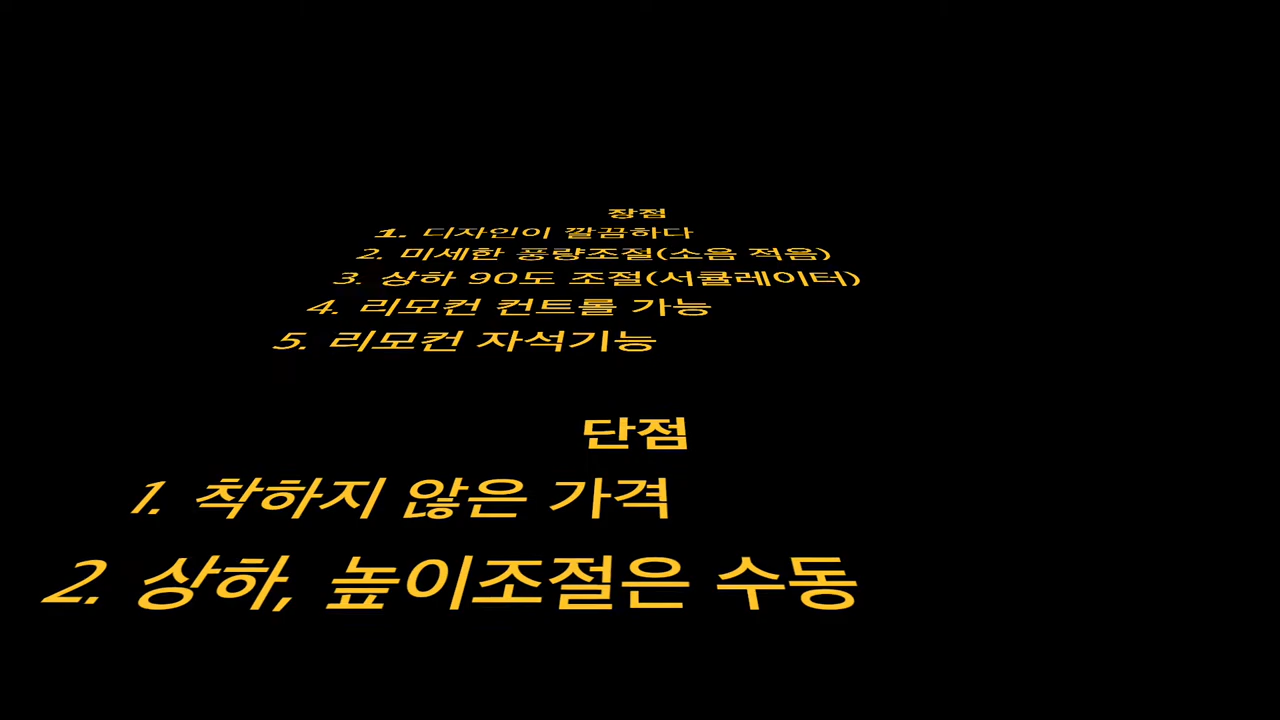 장점
1. 디자인이 깔끔하다
2. 미세한 풍량조절(소음 적음)
3. 상하 90도 조절(서큘레이터)
4. 리모컨 컨트롤 가능
5. 리모컨 자석기능
단점
1. 착하지 않은 가격
2. 상하, 높이조절은 수동